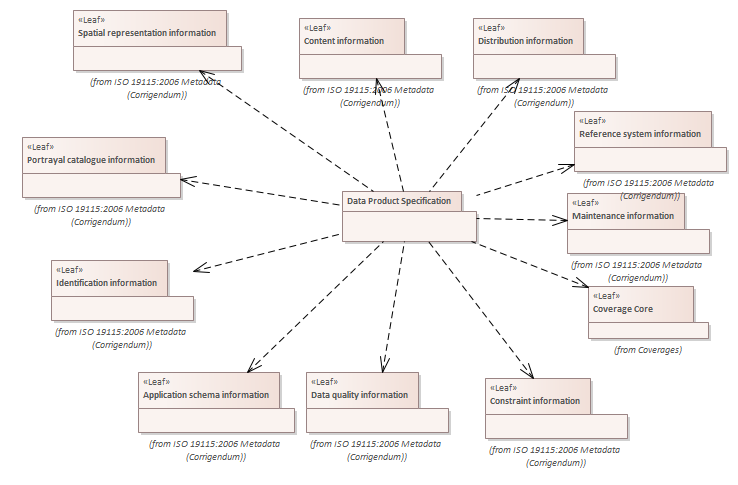 «Leaf»
Spatial representation information
(from ISO 19115:2006 Metadata
(Corrigendum))
«Leaf»
Content information
(from ISO 19115:2006 Metadata
(Corrigendum))
«Leaf»
Distribution information
(from ISO 19115:2006 Metadata
(Corrigendum))
«Leaf»
Reference system information
(from ISO 19115:2006 Metadata
(Corrigendum))
«Leaf»
Portrayal catalogue information
(from ISO 19115:2006 Metadata
(Corrigendum))
Data Product Specification
«Leaf»
Maintenance information
(from ISO 19115:2006 Metadata
(Corrigendum))
«Leaf»
Identification information
(from ISO 19115:2006 Metadata
(Corrigendum))
«Leaf»
Coverage Core
(from Coverages)
«Leaf»
Application schema information
(from ISO 19115:2006 Metadata
(Corrigendum))
«Leaf»
Data quality information
(from ISO 19115:2006 Metadata
(Corrigendum))
«Leaf»
Constraint information
(from ISO 19115:2006 Metadata
(Corrigendum))